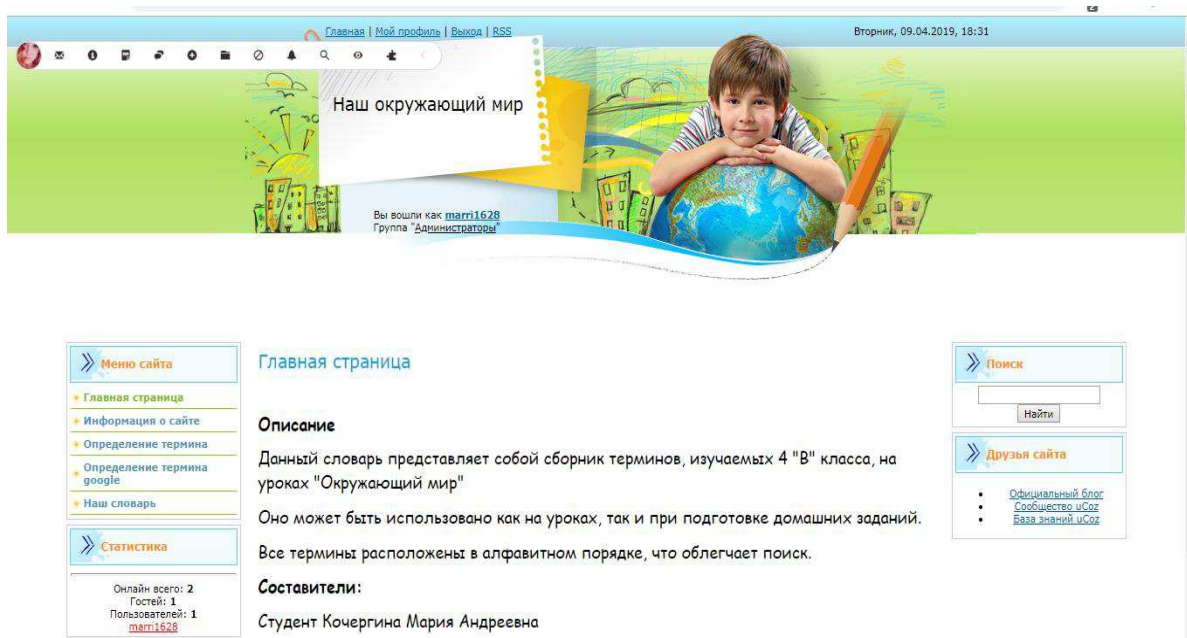 Главная | Мой профиль | Выход | RSS
Вторник, 09.04.2019, 18:31
Наш окружающий мир
Вы вошли как marri1628
Группа "Администраторы"
Меню сайта
Главная страница
Информация о сайте
Определение термина
Определение термина
google
Наш словарь
Статистика
Онлайн всего: 2
Гостей: 1
Пользователей: 1
marri1628
Главная страница
Описание
Данный словарь представляет собой сборник терминов, изучаемых 4 "В" класса, на
уроках "Окружающий мир"
Оно может быть использовано как на уроках, так и при подготовке домашних заданий.
Все термины расположены в алфавитном порядке, что облегчает поиск.
Составители:
Студент Кочергина Мария Андреевна
Поиск
Найти
Друзья сайта
Официальный блог
Сообщество uCoz
База знаний uCoz